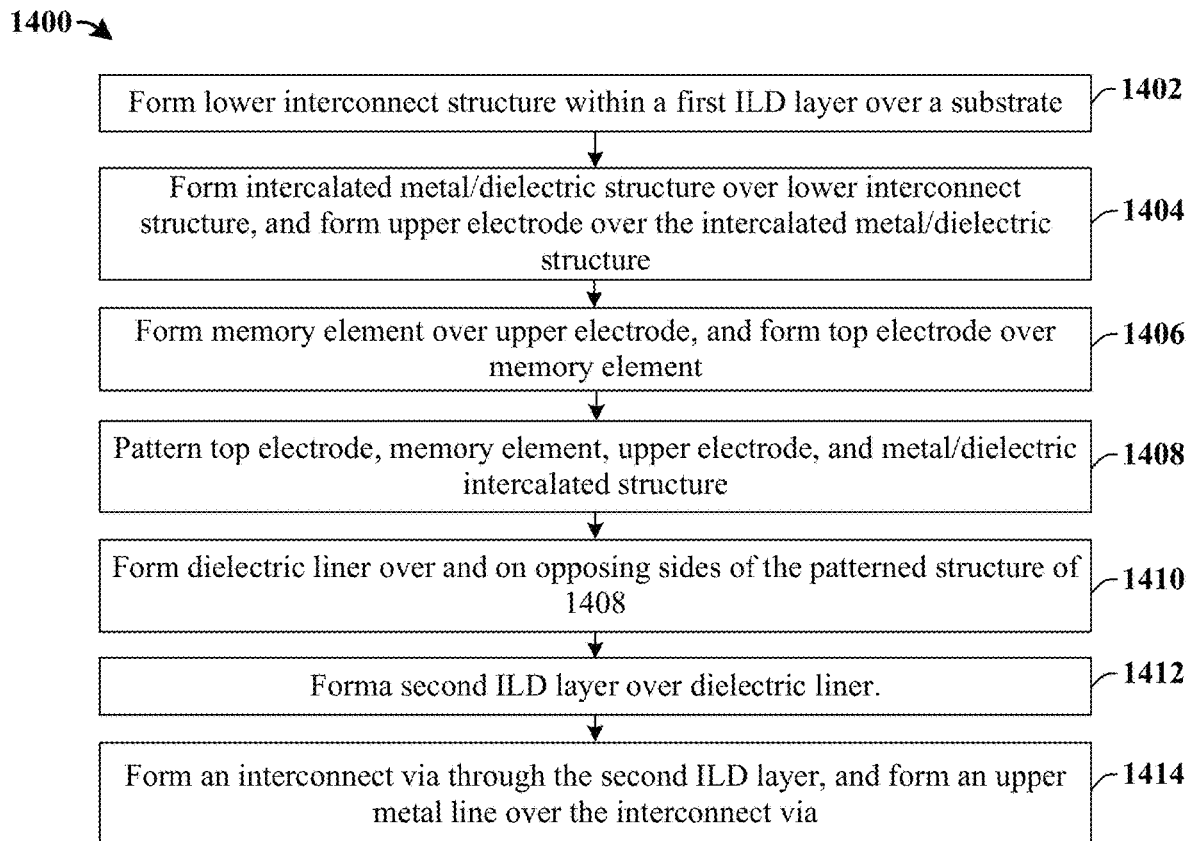 1400
Form lower interconnect structure within a first ILD layer over a substrate
1402
Form intercalated metal/dielectric structure over lower interconnect
structure, and form upper electrode over the intercalated metal/dielectric
structure
1404
Form memory element over upper electrode, and form top electrode over
memory element
1406
Pattern top electrode, memory element, upper electrode, and metal/dielectric
intercalated structure
1408
Form dielectric liner over and on opposing sides of the patterned structure of
1408
1410
Forma second ILD layer over dielectric liner.
1412
Form an interconnect via through the second ILD layer, and form an upper
metal line over the interconnect via
1414